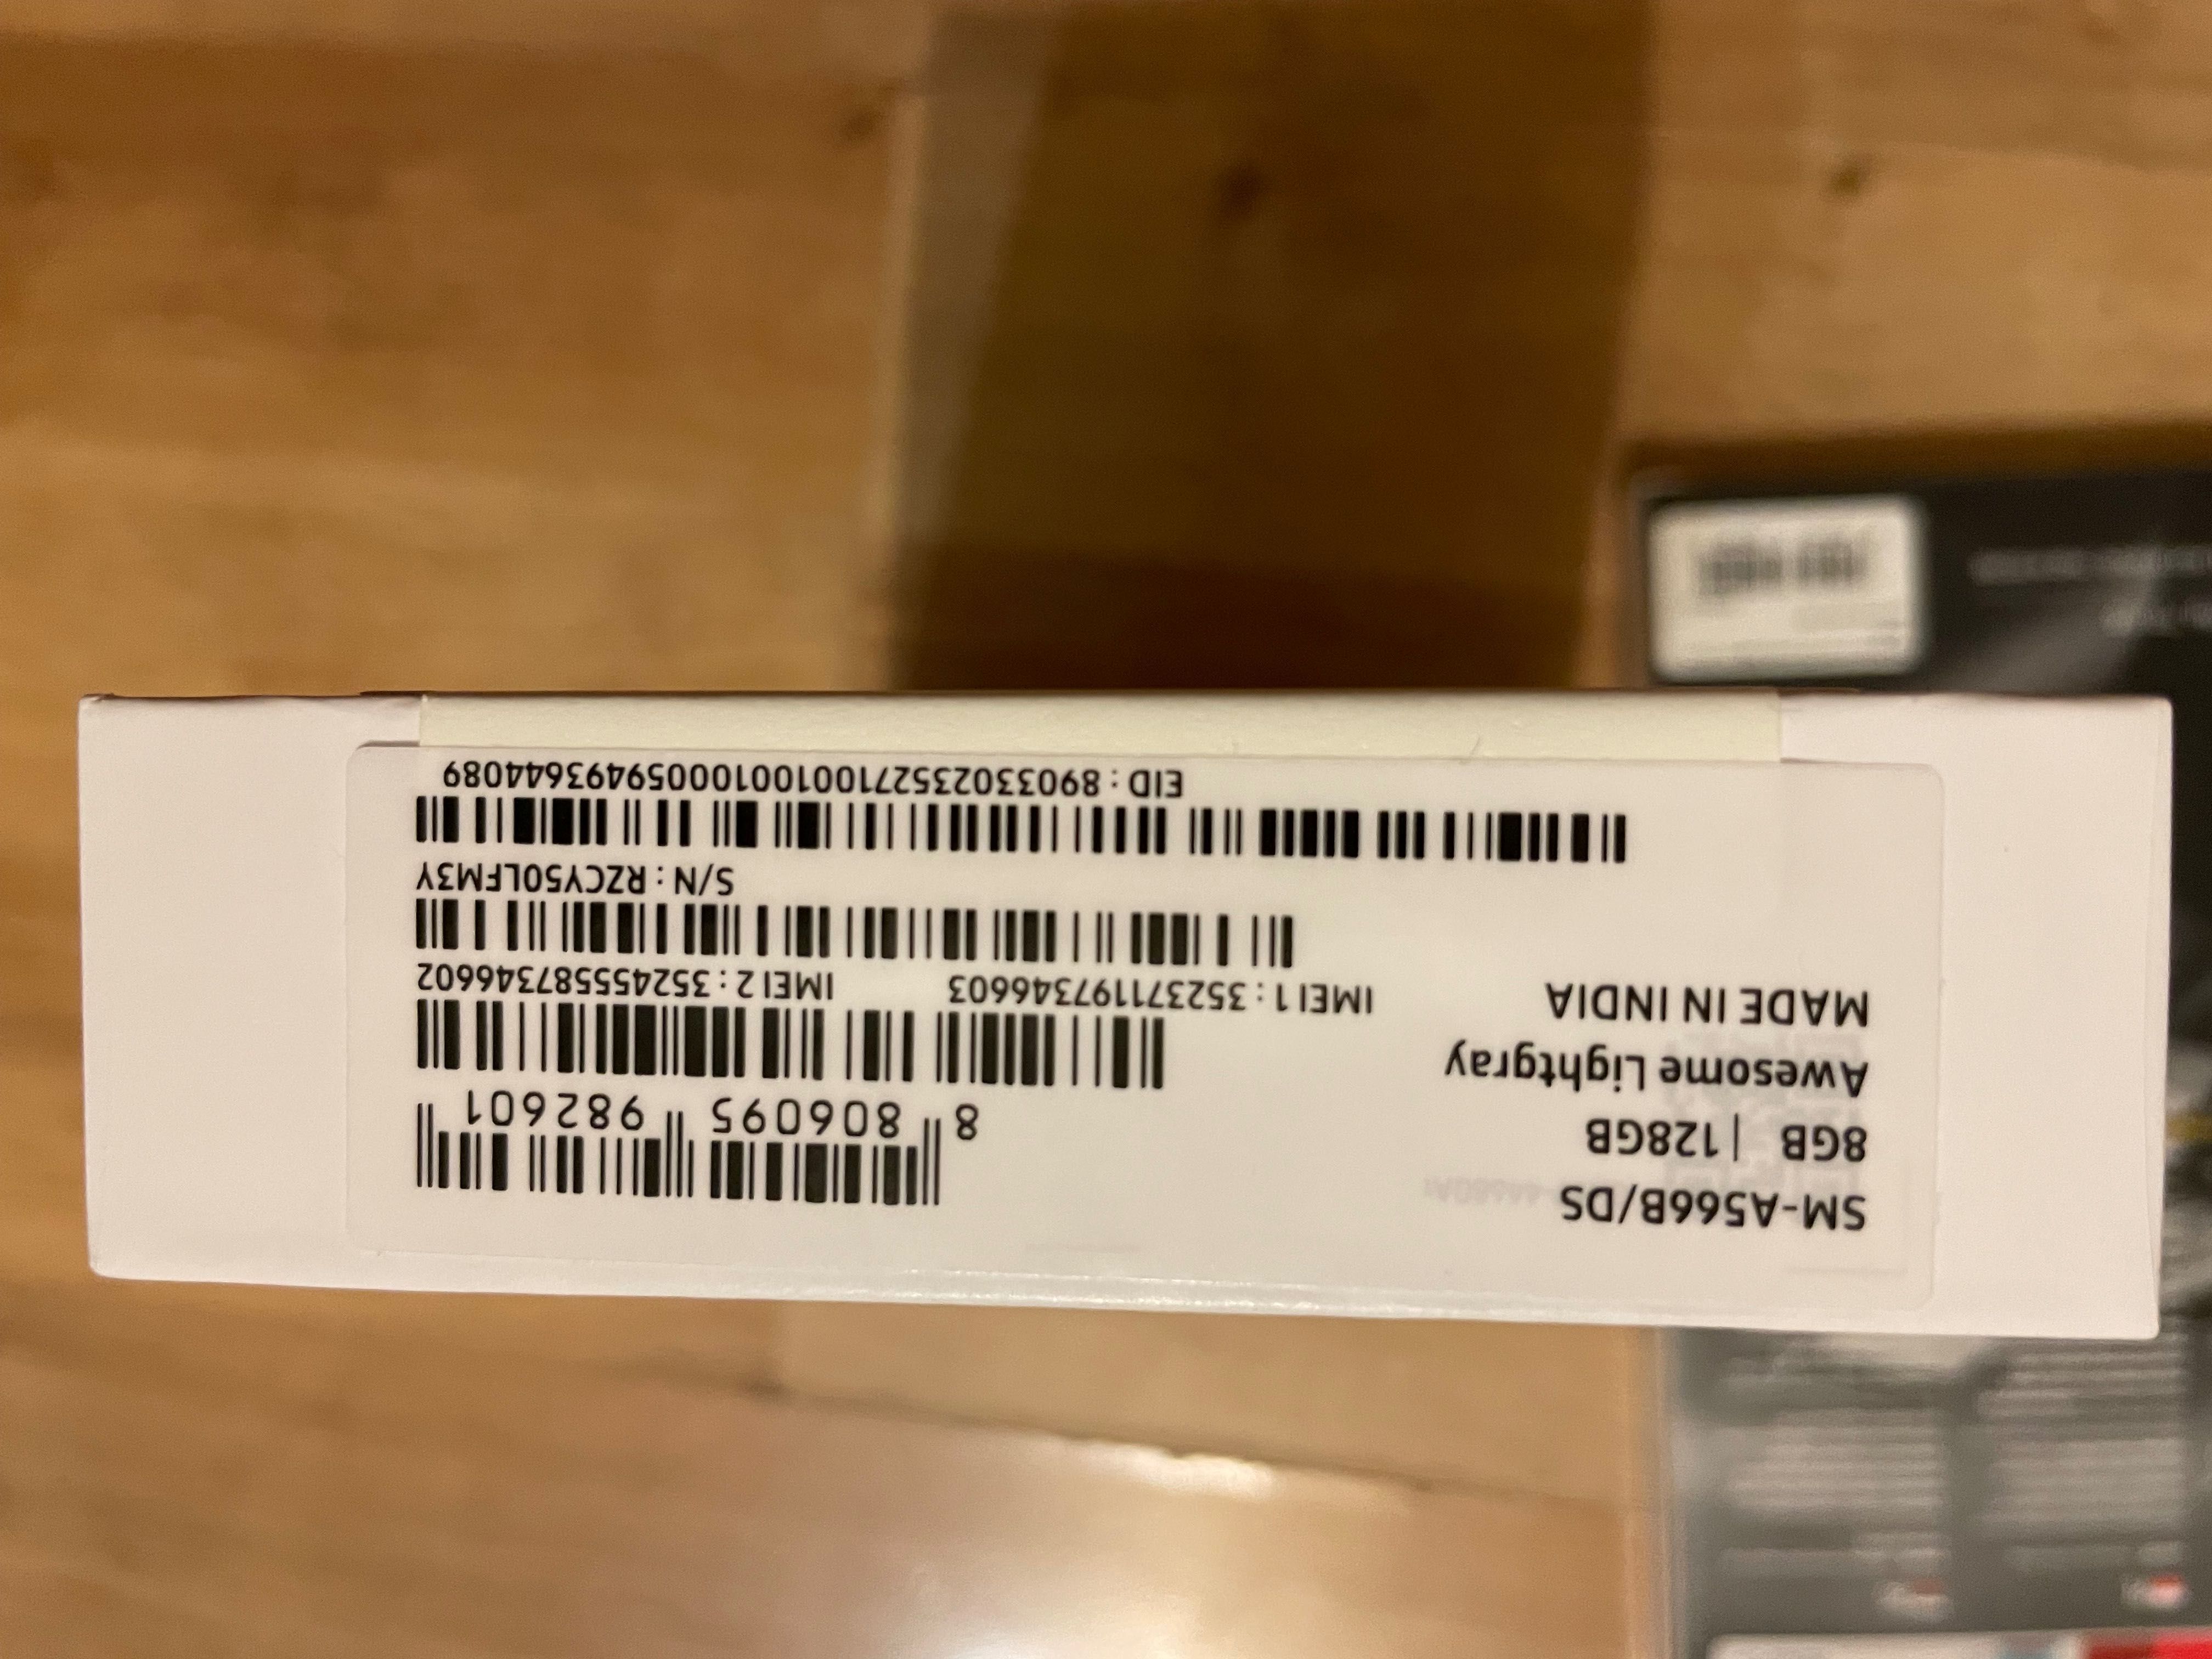 SM-A566B/DS
8GB | 128GB
Awesome Lightgray
MADE IN INDIA
8 806095 982601
IMEI 1 : 352371197346603 IMEI 2 : 352455587346602
S/N : RZCY50LFM3Y
EID : 89033023527100100100059493644089